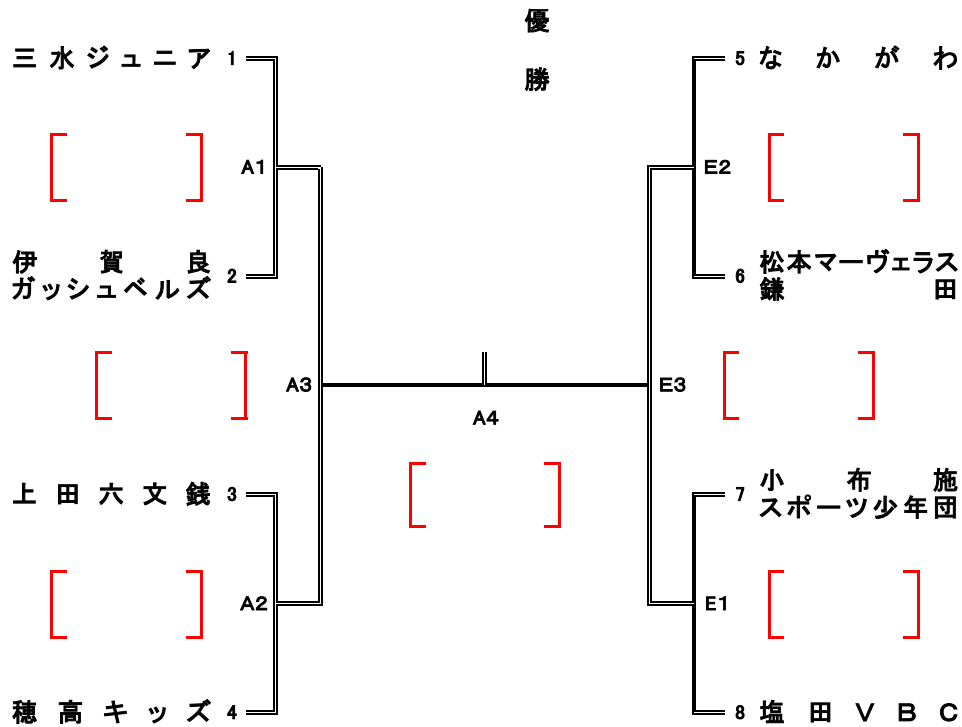 優
勝
三水ジュニア 1
A1
伊賀良
ガッシュベルズ 2
A3
上田六文銭 3
A2
穂高キッズ 4
A4
5 なかがわ
E2
6 松本マーヴェラス
鎌田
E3
7 小布施
スポーツ少年団
E1
8 塩田VBC